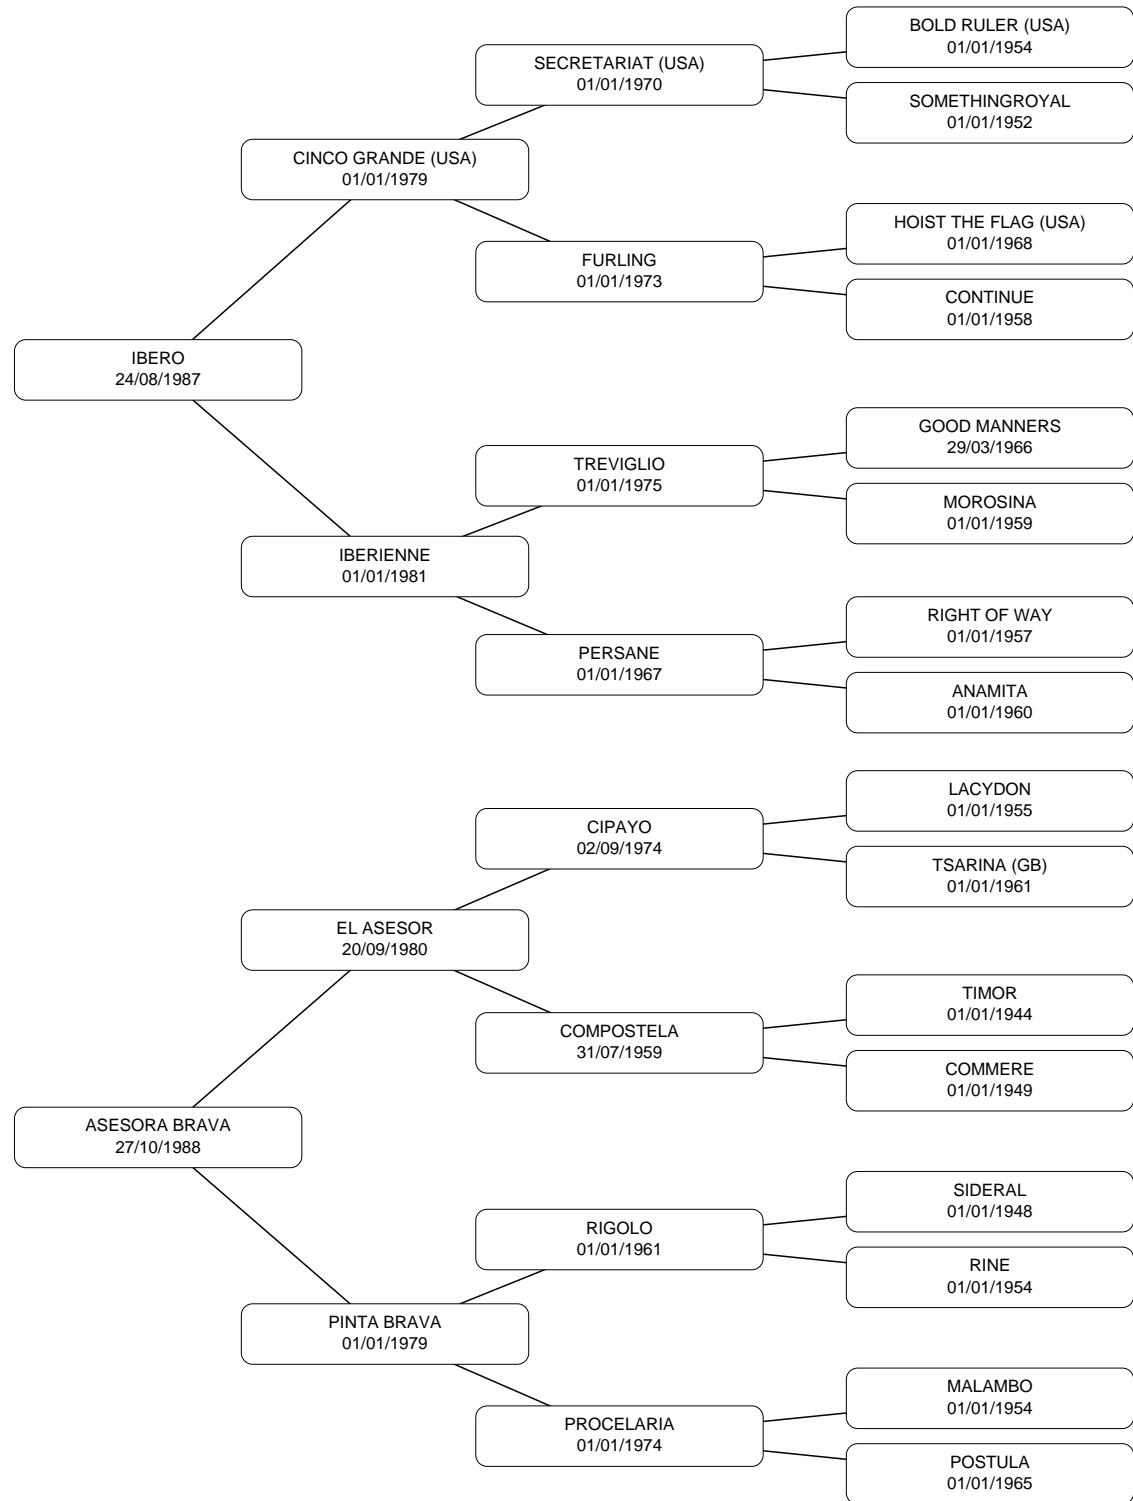 BOLD RULER (USA)
01/01/1954
SECRETARIAT (USA)
01/01/1970
SOMETHINGROYAL
01/01/1952
CINCO GRANDE (USA)
01/01/1979
HOIST THE FLAG (USA)
01/01/1968
FURLING
01/01/1973
CONTINUE
01/01/1958
IBERO
24/08/1987
GOOD MANNERS
29/03/1966
TREVIGLIO
01/01/1975
MOROSINA
01/01/1959
IBERIENNE
01/01/1981
RIGHT OF WAY
01/01/1957
PERSANE
01/01/1967
ANAMITA
01/01/1960
LACYDON
01/01/1955
CIPAYO
02/09/1974
TSARINA (GB)
01/01/1961
EL ASESOR
20/09/1980
TIMOR
01/01/1944
COMPOSTELA
31/07/1959
COMMERE
01/01/1949
ASESORA BRAVA
27/10/1988
SIDERAL
01/01/1948
RIGOLO
01/01/1961
RINE
01/01/1954
PINTA BRAVA
01/01/1979
MALAMBO
01/01/1954
PROCELARIA
01/01/1974
POSTULA
01/01/1965